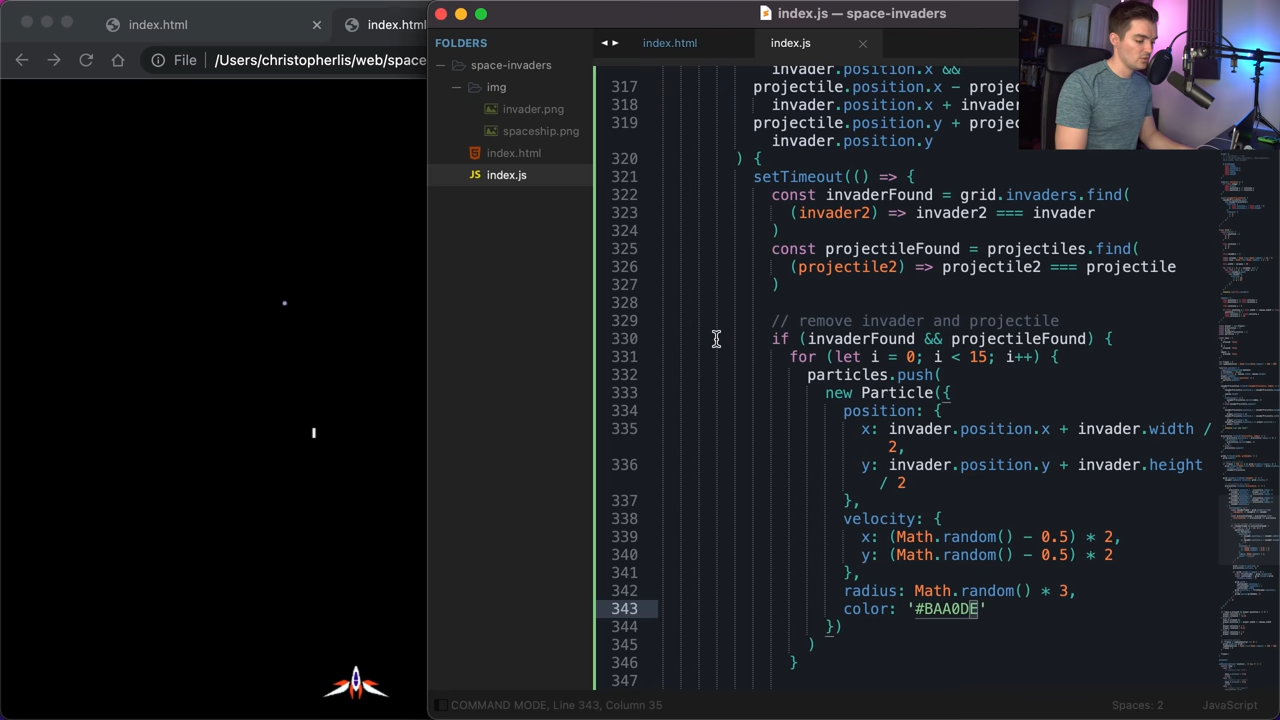 index.html
index.html
File
/Users/christopherlis/web/space
index.js — space-invaders
FOLDERS
space-invaders
img
invader.png
spaceship.png
index.html
JS index.js
index.html
index.js
invader.position.x &&
317 projectile.position.x - projec
318 invader.position.x + invader
319 projectile.position.y + projec
invader.position.y
320 ) {
321 setTimeout(() => {
322 const invaderFound = grid.invaders.find(
323 (invader2) => invader2 === invader
324 )
325 const projectileFound = projectiles.find(
326 (projectile2) => projectile2 === projectile
327 )
328
329 // remove invader and projectile
330 if (invaderFound && projectileFound) {
331 for (let i = 0; i < 15; i++) {
332 particles.push(
333 new Particle({
334 position: {
335 x: invader.position.x + invader.width /
2,
336 y: invader.position.y + invader.height
/ 2
337 },
338 velocity: {
339 x: (Math.random() - 0.5) * 2,
340 y: (Math.random() - 0.5) * 2
341 },
342 radius: Math.random() * 3,
343 color: '#BAA0DE'
344 })
345 )
346 }
347
COMMAND MODE, Line 343, Column 35
Spaces: 2
JavaScript